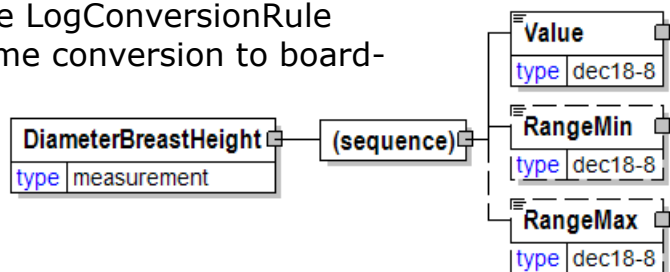 e LogConversionRule
me conversion to board-
Value
type dec18-8
DiameterBreastHeight
type measurement
(sequence)
RangeMin
type dec18-8
RangeMax
type dec18-8